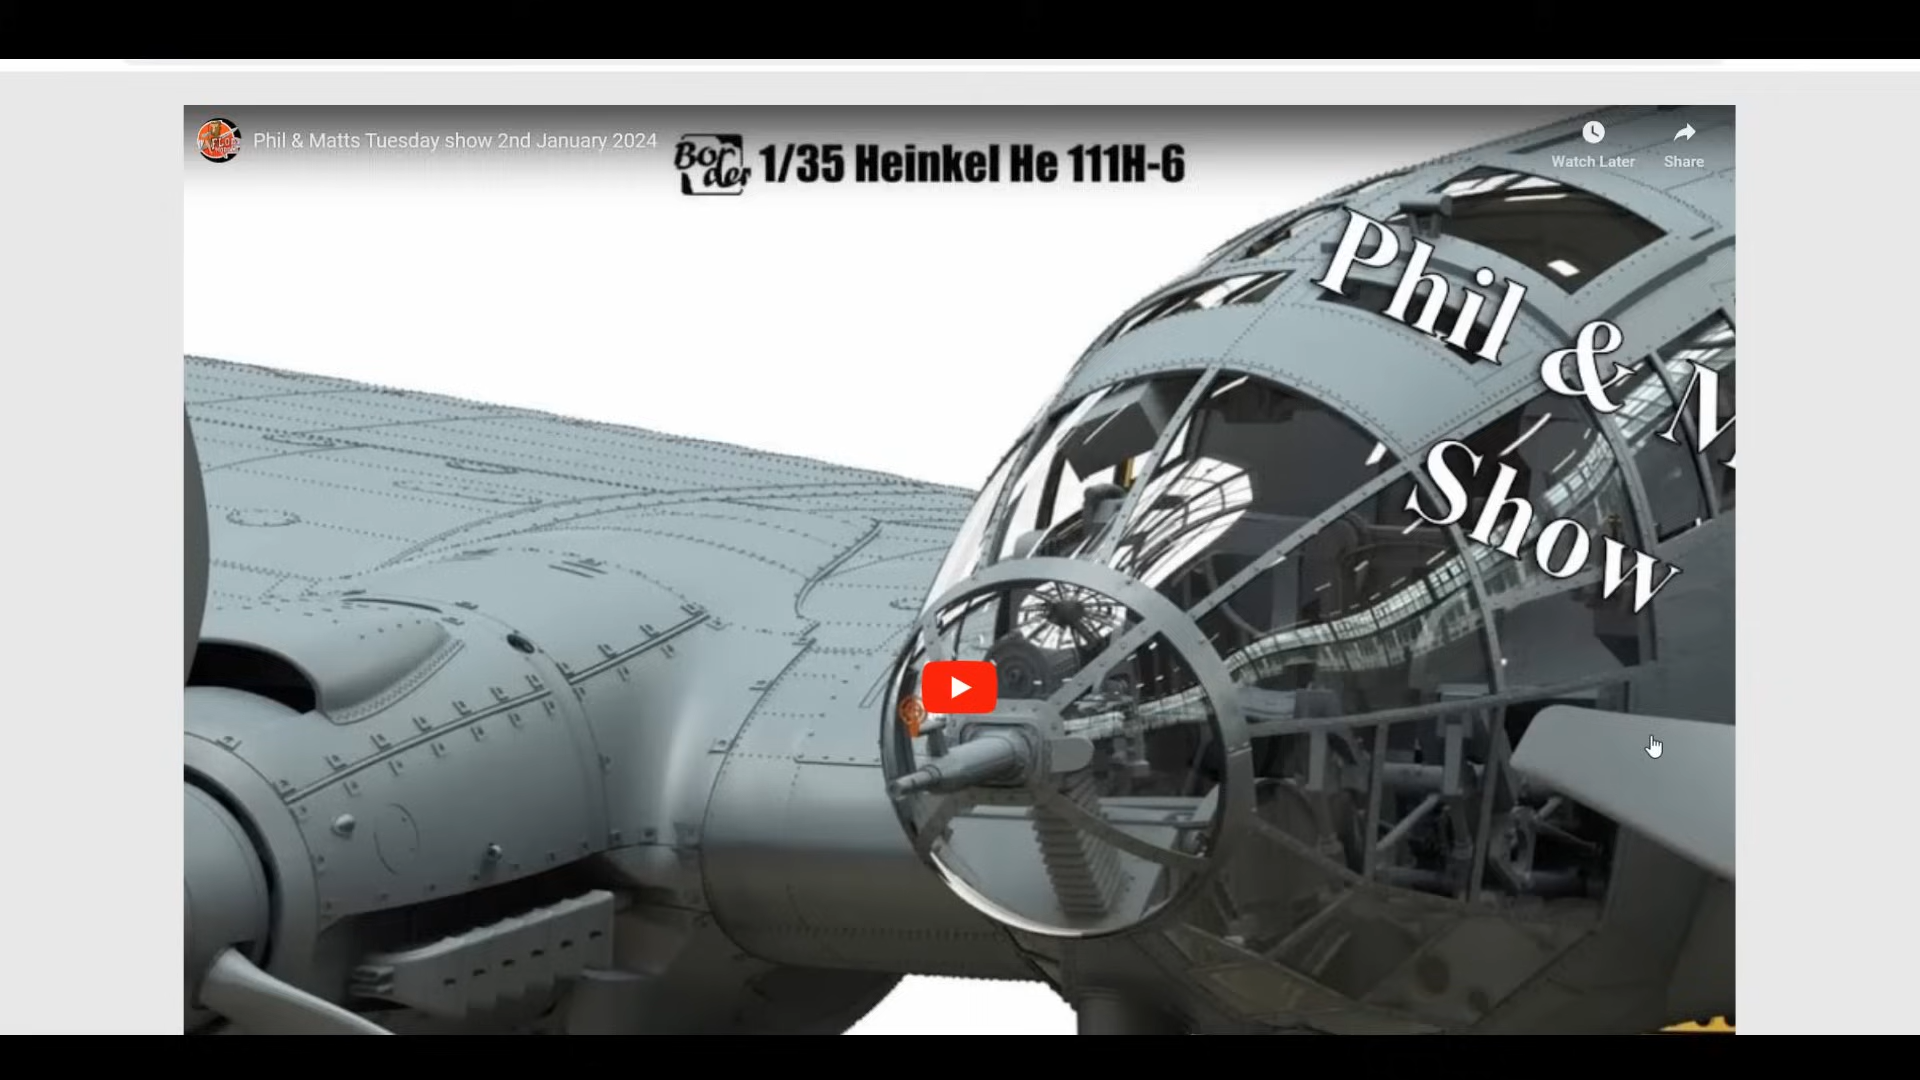 Phil & Matts Tuesday show 2nd January 2024
Border
1/35 Heinkel He 111H-6
Watch Later
Share
Phil & M
Show